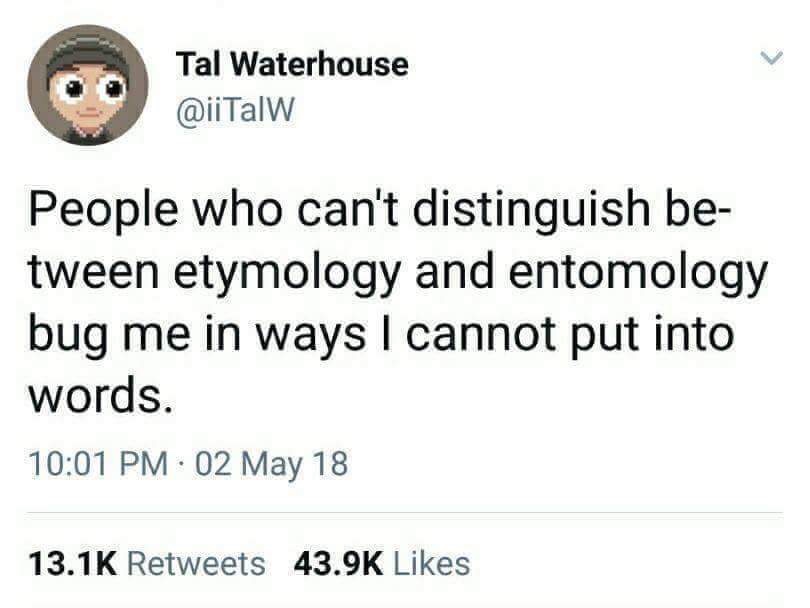 Tal Waterhouse
@iiTalW
People who can't distinguish be-
tween etymology and entomology
bug me in ways I cannot put into
words.
10:01 PM · 02 May 18
13.1K Retweets 43.9K Likes